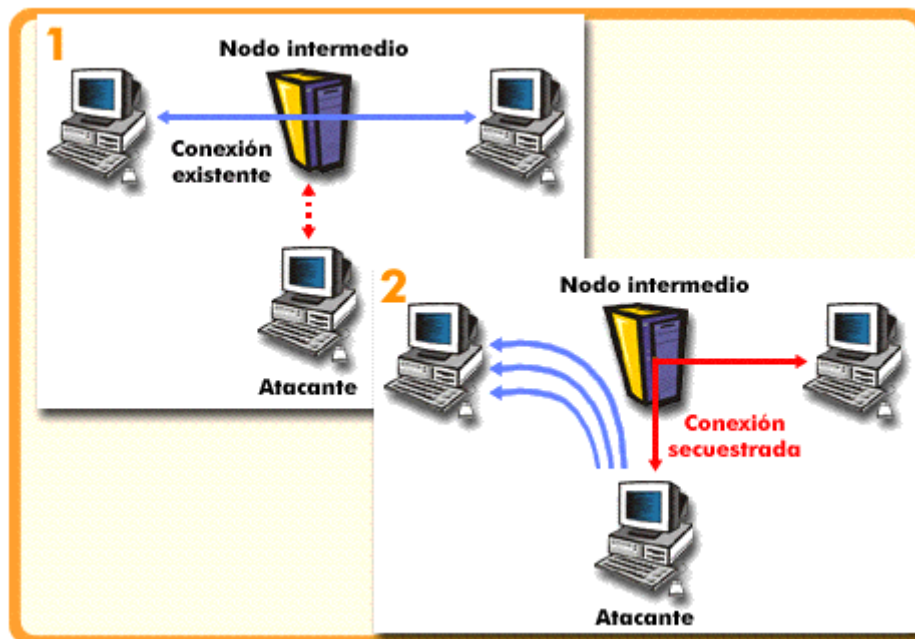 1
Nodo intermedio
Conexión
existente
Atacante
2
Nodo intermedio
Conexión
secuestrada
Atacante